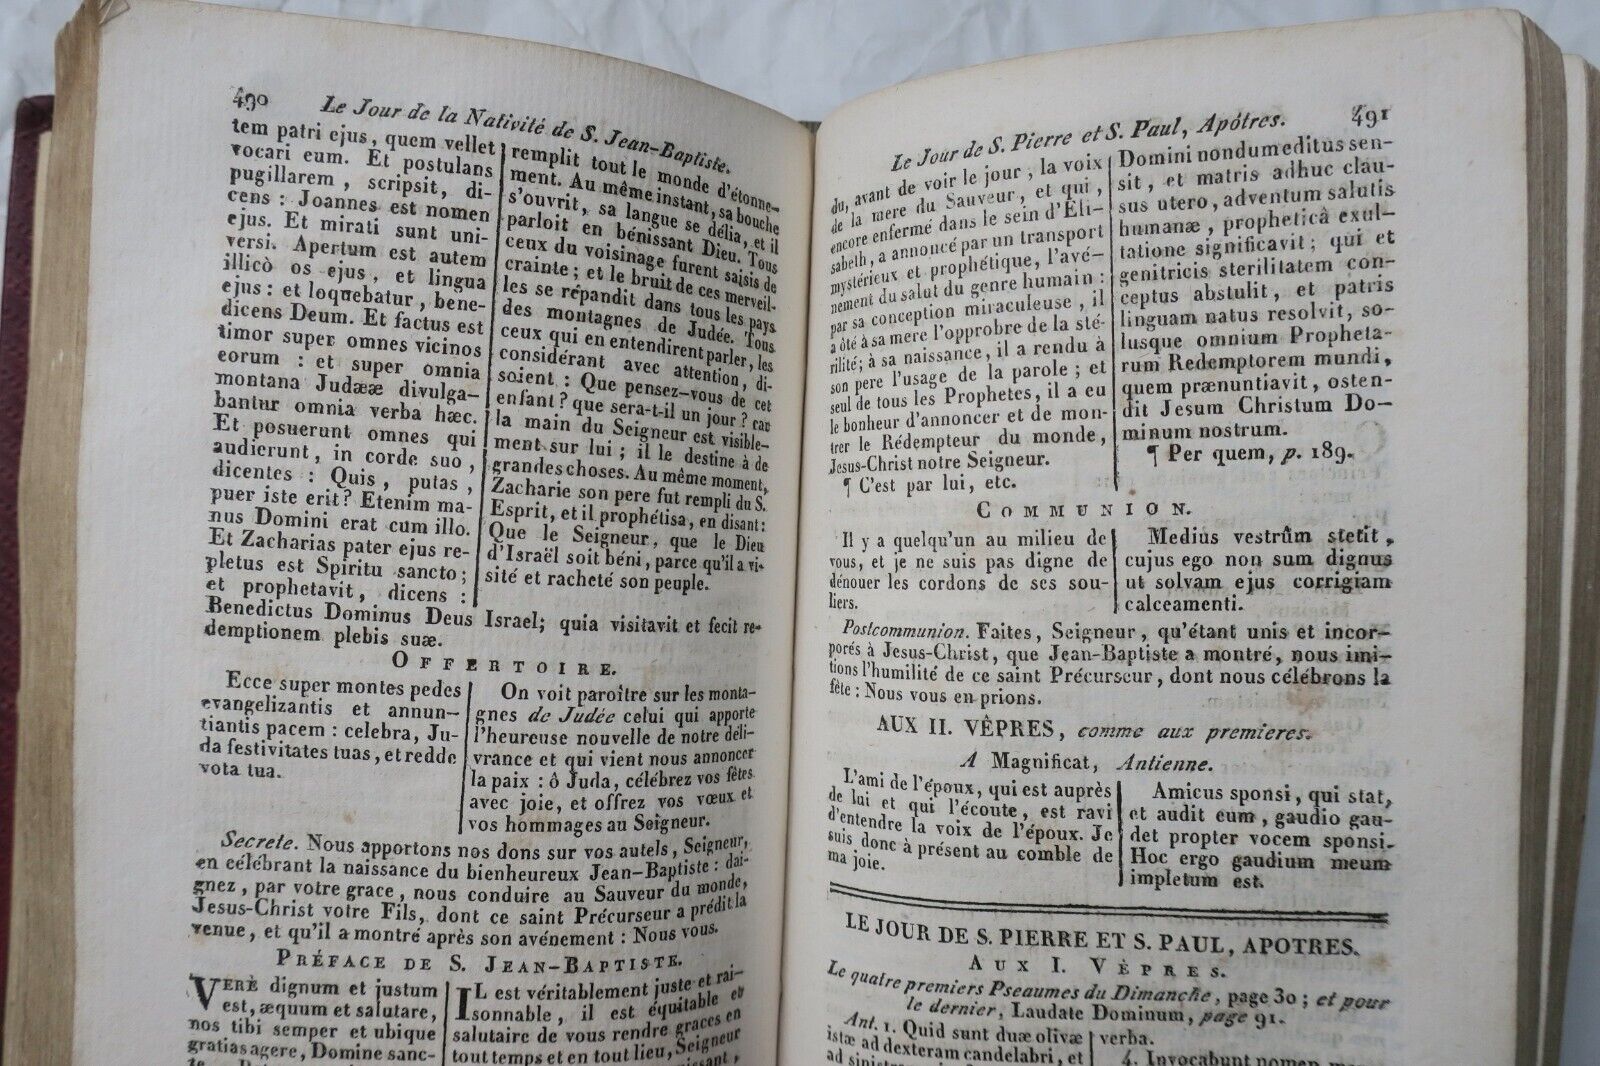 490 Le Jour de la Nativité de S. Jean-Baptiste.
tem patri ejus, quem vellet
vocari eum. Et postulans
pugillarem, scripsit, di-
cens : Joannes est nomen
ejus. Et mirati sunt uni-
versi. Apertum est autem
illicò os ejus, et lingua
ejus : et loquebatur, bene-
dicens Deum. Et factus est
timor super omnes vicinos
eorum : et super omnia
montana Judææ divulga-
bantur omnia verba hæc.
Et posuerunt omnes qui
audierunt, in corde suo,
dicentes : Quis, putas,
puer iste erit? Etenim ma-
nus Domini erat cum illo.
Et Zacharias pater ejus re-
pletus est Spiritu sancto;
et prophetavit, dicens :
remplit tout le monde d'étonne-
ment. Au même instant, sa bouche
s'ouvrit, sa langue se délia, et il
parloit en bénissant Dieu. Tous
ceux du voisinage furent saisis de
crainte; et le bruit de ces merveil-
les se répandit dans tous les pays
des montagnes de Judée. Tous
ceux qui en entendirent parler, les
considérant avec attention, di-
soient : Que pensez-vous de cet
enfant? que sera-t-il un jour? car
la main du Seigneur est visible-
ment sur lui; il le destine à de
grandes choses. Au même moment,
Zacharie son pere fut rempli du S.
Esprit, et il prophétisa, en disant :
Que le Seigneur, que le Dieu
d'Israël soit béni, parce qu'il a vi-
sité et racheté son peuple.
Benedictus Dominus Deus Israel; quia visitavit et fecit re-
demptionem plebis suæ.
OFFERTOIRE.
Ecce super montes pedes
evangelizantis et annun-
tiantis pacem : celebra, Ju-
da festivitates tuas, et redde
vota tua.
On voit paroître sur les monta-
gnes de Judée celui qui apporte
l'heureuse nouvelle de notre déli-
vrance et qui vient nous annoncer
la paix : ô Juda, célébrez vos fêtes
avec joie, et offrez vos vœux et
vos hommages au Seigneur.
Secrete. Nous apportons nos dons sur vos autels, Seigneur,
en célébrant la naissance du bienheureux Jean-Baptiste : dai-
gnez, par votre grace, nous conduire au Sauveur du monde,
Jesus-Christ votre Fils, dont ce saint Précurseur a prédit la
venue, et qu'il a montré après son avénement : Nous vous.
PRÉFACE DE S. JEAN-BAPTISTE.
VERÈ dignum et justum
est, æquum et salutare,
nos tibi semper et ubique
gratias agere, Domine sanc-
IL est véritablement juste et rai-
sonnable, il est équitable et
salutaire de vous rendre graces en
tout temps et en tout lieu, Seigneur
Le Jour de S. Pierre et S. Paul, Apôtres. 491
du, avant de voir le jour, la voix
de la mere du Sauveur, et qui,
encore enfermé dans le sein d'Éli-
sabeth, a annoncé par un transport
mystérieux et prophétique, l'avé-
nement du salut du genre humain :
par sa conception miraculeuse, il
a ôté à sa mere l'opprobre de la sté-
rilité; à sa naissance, il a rendu à
son pere l'usage de la parole; et
seul de tous les Prophetes, il a eu
le bonheur d'annoncer et de mon-
trer le Rédempteur du monde,
Jesus-Christ notre Seigneur.
¶ C'est par lui, etc.
Domini nondum editus sen-
sit, et matris adhuc clau-
sus utero, adventum salutis
humanæ, propheticâ exul-
tatione significavit; qui et
genitricis sterilitatem con-
ceptus abstulit, et patris
linguam natus resolvit, so-
lusque omnium Propheta-
rum Redemptorem mundi,
quem prænuntiavit, osten-
dit Jesum Christum Do-
minum nostrum.
¶ Per quem, p. 189.
COMMUNION.
Il y a quelqu'un au milieu de
vous, et je ne suis pas digne de
dénouer les cordons de ses sou-
liers.
Medius vestrûm stetit,
cujus ego non sum dignus
ut solvam ejus corrigiam
calceamenti.
Postcommunion. Faites, Seigneur, qu'étant unis et incor-
porés à Jesus-Christ, que Jean-Baptiste a montré, nous imi-
tions l'humilité de ce saint Précurseur, dont nous célébrons la
fête : Nous vous en prions.
AUX II. VÊPRES, comme aux premieres.
A Magnificat, Antienne.
L'ami de l'époux, qui est auprès
de lui et qui l'écoute, est ravi
d'entendre la voix de l'époux. Je
suis donc à présent au comble de
ma joie.
Amicus sponsi, qui stat,
et audit eum, gaudio gau-
det propter vocem sponsi.
Hoc ergo gaudium meum
impletum est.
LE JOUR DE S. PIERRE ET S. PAUL, APOTRES.
AUX I. VÊPRES.
Le quatre premiers Pseaumes du Dimanche, page 30; et pour
le dernier, Laudate Dominum, page 91.
Ant. 1. Quid sunt duæ olivæ
istæ ad dexteram candelabri, et
ad sinistram
verba.
4. Invocabunt nomen